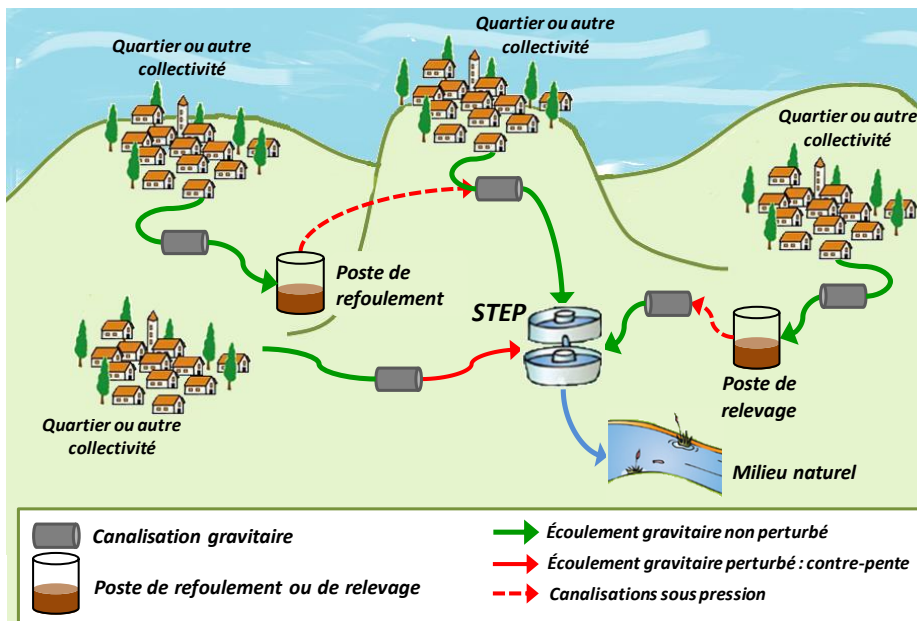 Quartier ou autre
collectivité
Quartier ou autre
collectivité
Quartier ou autre
collectivité
Poste de
refoulement
STEP
Poste de
relevage
Quartier ou autre
collectivité
Milieu naturel
Canalisation gravitaire
Poste de refoulement ou de relevage
Écoulement gravitaire non perturbé
Écoulement gravitaire perturbé : contre-pente
Canalisations sous pression